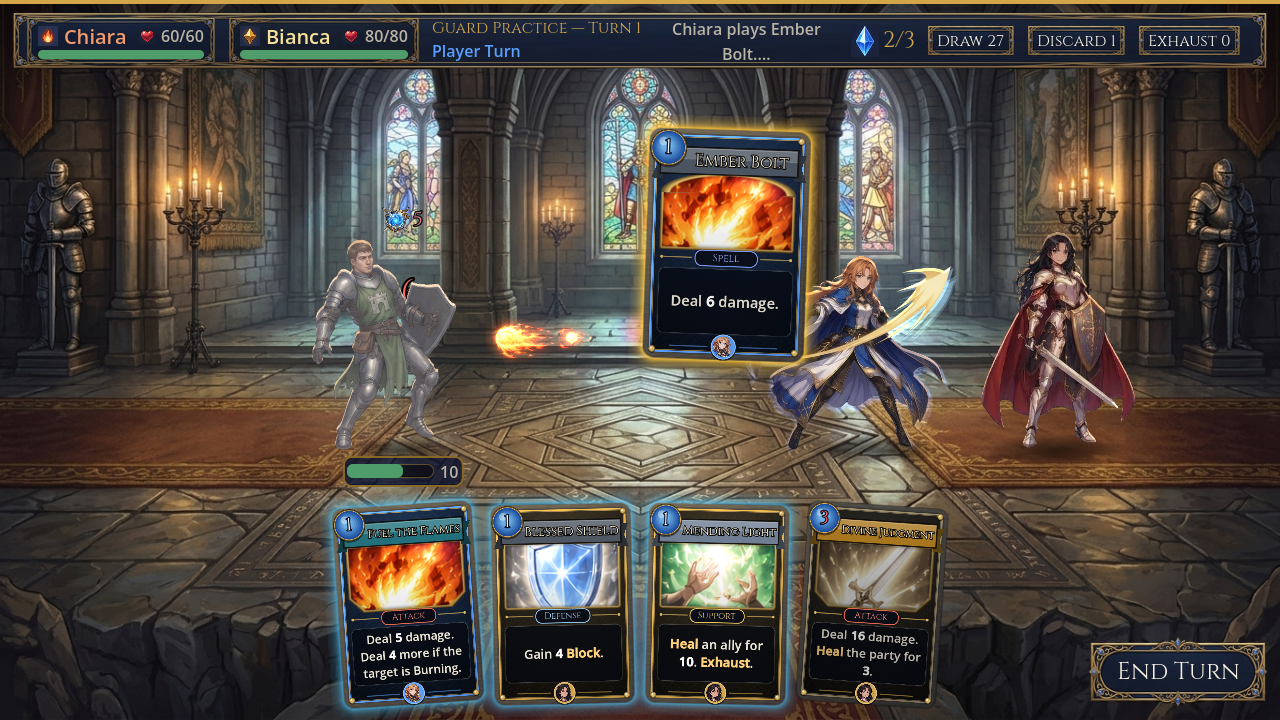 Chiara 60/60
Bianca 80/80
Guard Practice — Turn 1
Player Turn
Chiara plays Ember
Bolt....
2/3
Draw 27
Discard 1
Exhaust 0
1
Ember Bolt
Spell
Deal 6 damage.
5
10
1
Fuel the Flames
Attack
Deal 5 damage.
Deal 4 more if the
target is Burning.
1
Blessed Shield
Defense
Gain 4 Block.
1
Mending Light
Support
Heal an ally for
10. Exhaust.
3
Divine Judgment
Attack
Deal 16 damage.
Heal the party for
3.
End Turn